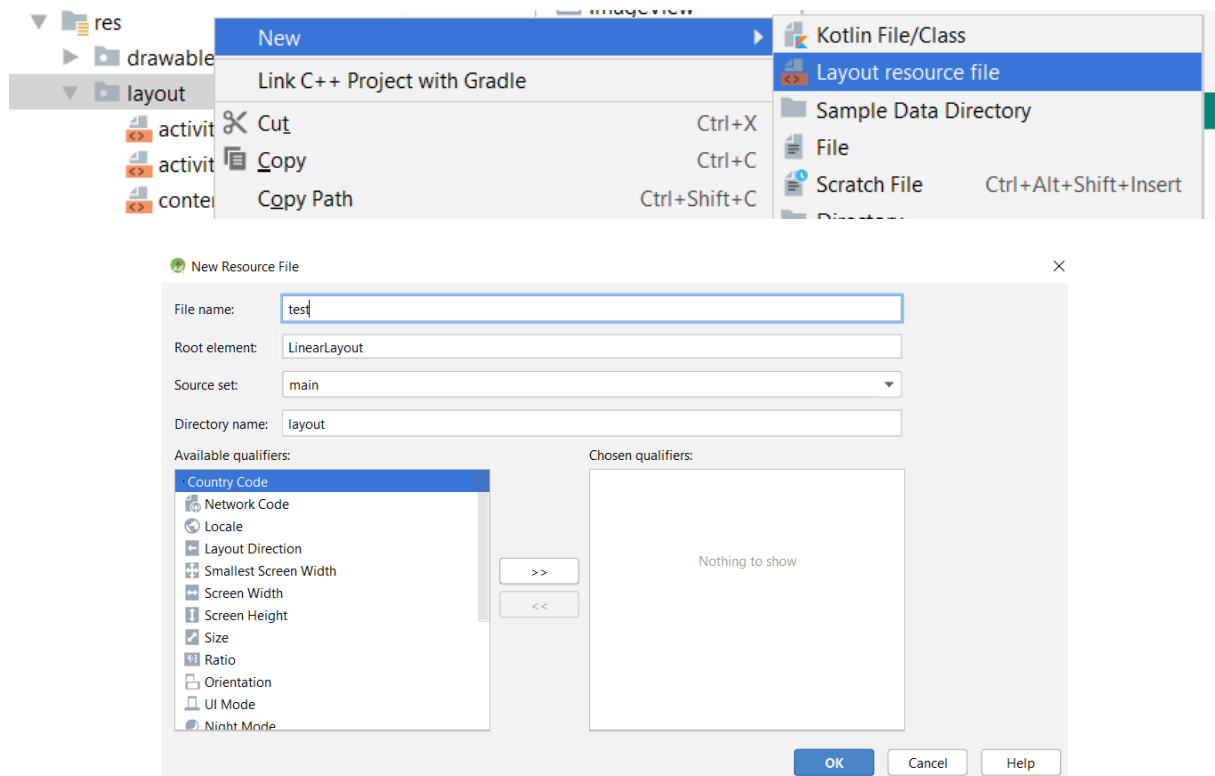 ImageView
res
New
Kotlin File/Class
drawable
Link C++ Project with Gradle
Layout resource file
layout
Sample Data Directory
activit
Cut Ctrl+X
File
activit
Copy Ctrl+C
Scratch File Ctrl+Alt+Shift+Insert
conte
Copy Path Ctrl+Shift+C
Directory
New Resource File
File name: test
Root element: LinearLayout
Source set: main
Directory name: layout
Available qualifiers: Chosen qualifiers:
Country Code
Network Code
Locale
Layout Direction
Nothing to show
Smallest Screen Width
>>
Screen Width
<<
Screen Height
Size
Ratio
Orientation
UI Mode
Night Mode
OK Cancel Help